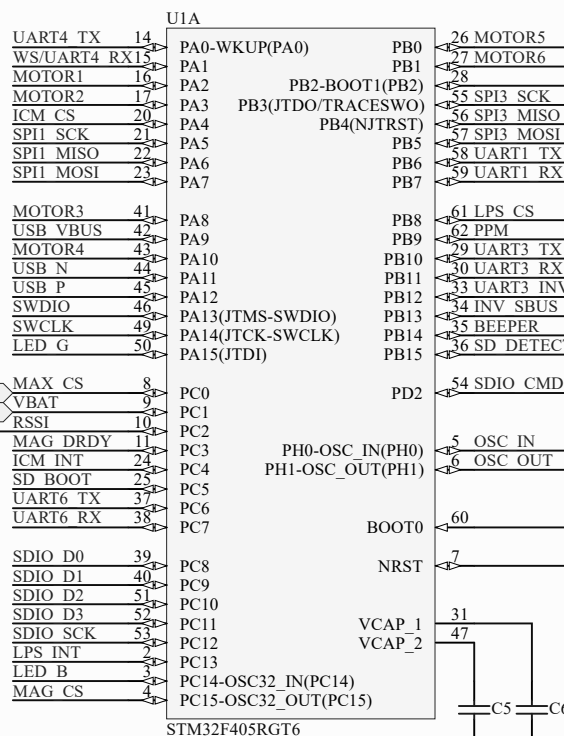 U1A
UART4_TX 14 PA0-WKUP(PA0) PB0 26 MOTOR5
WS/UART4_RX 15 PA1 PB1 27 MOTOR6
MOTOR1 16 PA2 PB2-BOOT1(PB2) 28
MOTOR2 17 PA3 PB3(JTDO/TRACESWO) 55 SPI3_SCK
ICM_CS 20 PA4 PB4(NJTRST) 56 SPI3_MISO
SPI1_SCK 21 PA5 PB5 57 SPI3_MOSI
SPI1_MISO 22 PA6 PB6 58 UART1_TX
SPI1_MOSI 23 PA7 PB7 59 UART1_RX
MOTOR3 41 PA8 PB8 61 LPS_CS
USB_VBUS 42 PA9 PB9 62 PPM
MOTOR4 43 PA10 PB10 29 UART3_TX
USB_N 44 PA11 PB11 30 UART3_RX
USB_P 45 PA12 PB12 33 UART3_INV
SWDIO 46 PA13(JTMS-SWDIO) PB13 34 INV_SBUS
SWCLK 49 PA14(JTCK-SWCLK) PB14 35 BEEPER
LED_G 50 PA15(JTDI) PB15 36 SD_DETECT
MAX_CS 8 PC0 PD2 54 SDIO_CMD
VBAT 9 PC1
RSSI 10 PC2
MAG_DRDY 11 PC3 PH0-OSC_IN(PH0) 5 OSC_IN
ICM_INT 24 PC4 PH1-OSC_OUT(PH1) 6 OSC_OUT
SD_BOOT 25 PC5
UART6_TX 37 PC6
UART6_RX 38 PC7 BOOT0 60
SDIO_D0 39 PC8 NRST 7
SDIO_D1 40 PC9
SDIO_D2 51 PC10
SDIO_D3 52 PC11 VCAP_1 31
SDIO_SCK 53 PC12 VCAP_2 47
LPS_INT 2 PC13
LED_B 3 PC14-OSC32_IN(PC14)
MAG_CS 4 PC15-OSC32_OUT(PC15)
C5 C6
STM32F405RGT6